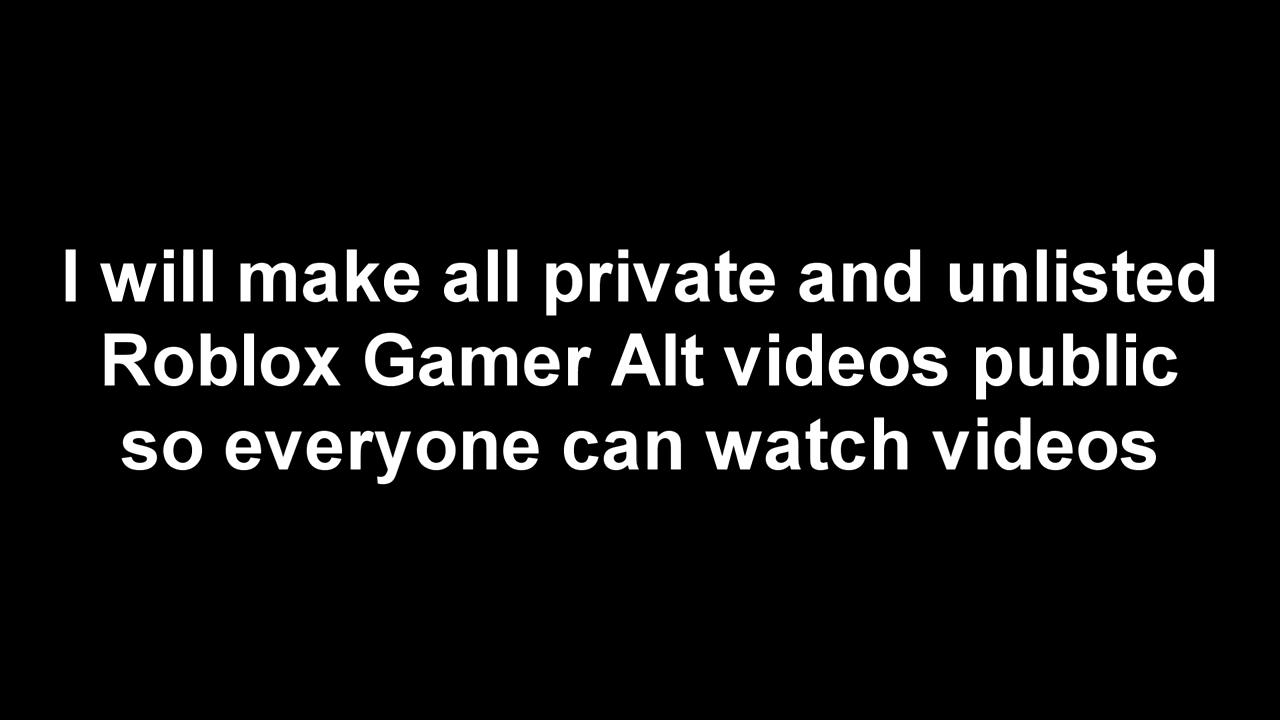 I will make all private and unlisted
Roblox Gamer Alt videos public
so everyone can watch videos